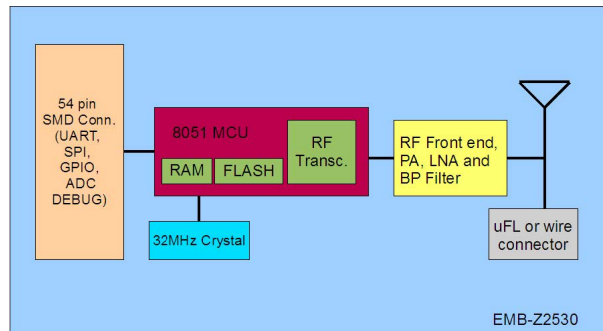 54 pin
SMD Conn.
(UART,
SPI,
GPIO,
ADC
DEBUG)
8051 MCU
RAM
FLASH
RF
Transc.
32MHz Crystal
RF Front end,
PA, LNA and
BP Filter
uFL or wire
connector
EMB-Z2530